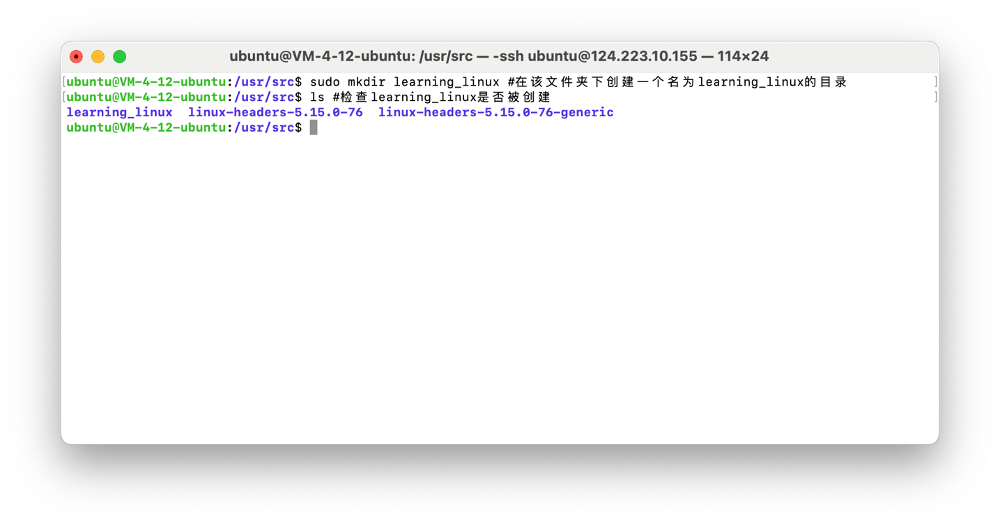 ubuntu@VM-4-12-ubuntu: /usr/src — -ssh ubuntu@124.223.10.155 — 114×24
[ubuntu@VM-4-12-ubuntu:/usr/src$ sudo mkdir learning_linux #在该文件夹下创建一个名为learning_linux的目录 ]
[ubuntu@VM-4-12-ubuntu:/usr/src$ ls #检查learning_linux是否被创建 ]
learning_linux  linux-headers-5.15.0-76  linux-headers-5.15.0-76-generic
ubuntu@VM-4-12-ubuntu:/usr/src$